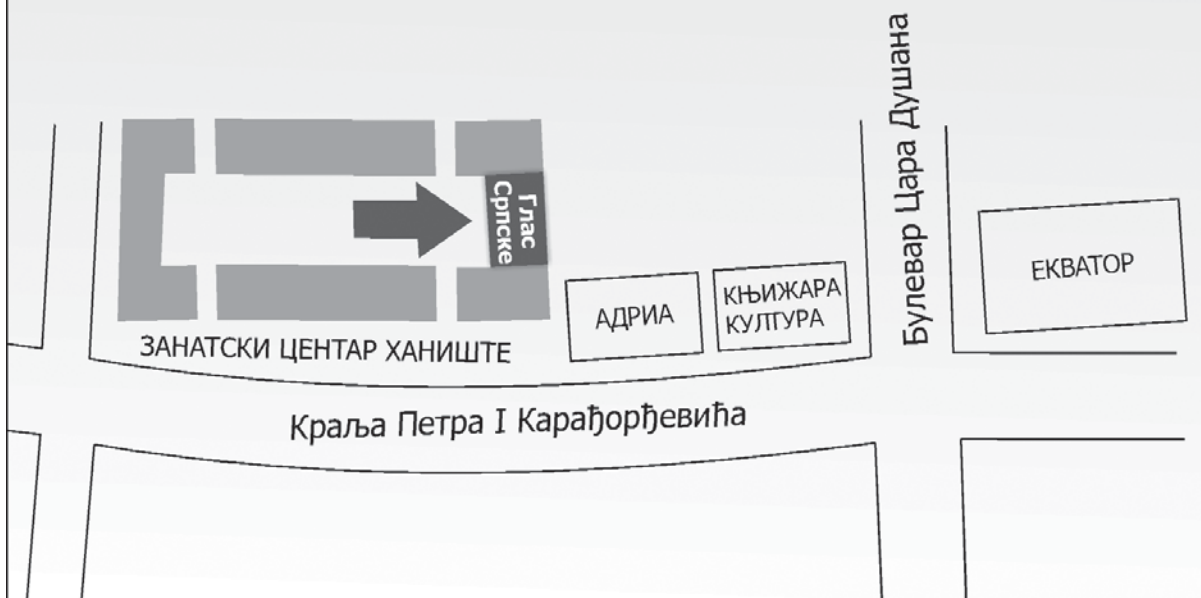 Булевар Цара Душана
Глас
Српске
ЕКВАТОР
АДРИА
КЊИЖАРА
КУЛТУРА
ЗАНАТСКИ ЦЕНТАР ХАНИШТЕ
Краља Петра I Карађорђевића